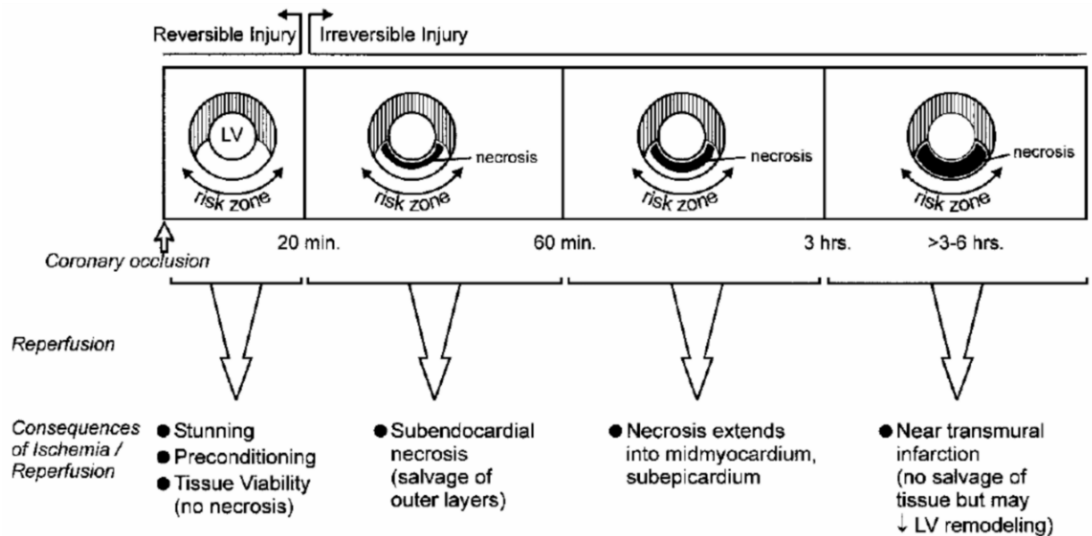 Reversible Injury
Irreversible Injury
LV
risk zone
necrosis
risk zone
necrosis
risk zone
necrosis
risk zone
20 min.
60 min.
3 hrs.
>3-6 hrs.
Coronary occlusion
Reperfusion
Consequences
of Ischemia /
Reperfusion
● Stunning
● Preconditioning
● Tissue Viability
(no necrosis)
● Subendocardial
necrosis
(salvage of
outer layers)
● Necrosis extends
into midmyocardium,
subepicardium
● Near transmural
infarction
(no salvage of
tissue but may
↓ LV remodeling)